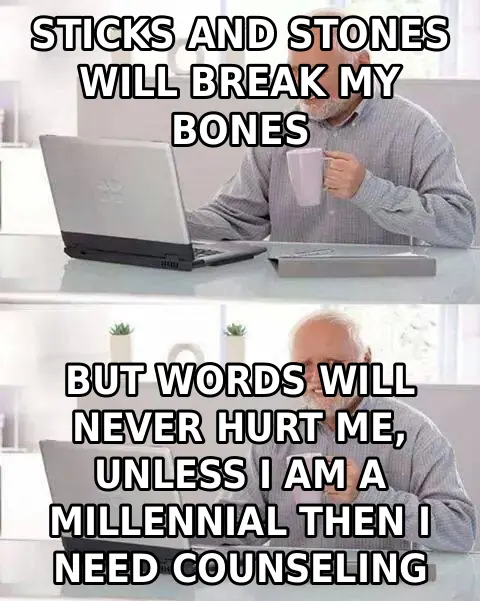 STICKS AND STONES
WILL BREAK MY
BONES
BUT WORDS WILL
NEVER HURT ME,
UNLESS I AM A
MILLENNIAL THEN I
NEED COUNSELING